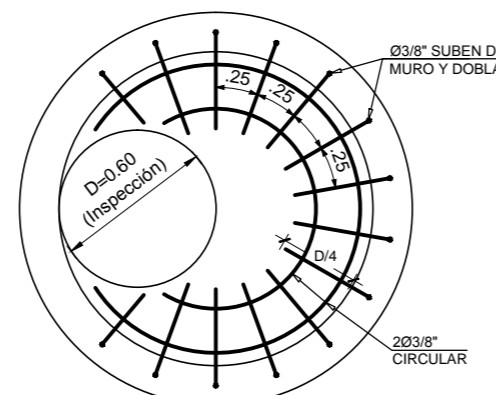 Ø3/8" SUBEN D
MURO Y DOBLA
.25
.25
.25
D=0.60
(Inspección)
D/4
2Ø3/8"
CIRCULAR